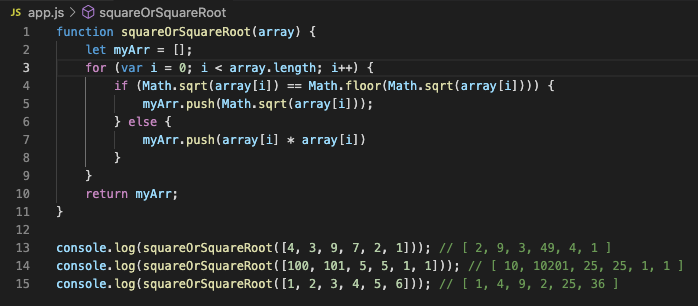 JS app.js > squareOrSquareRoot
1 function squareOrSquareRoot(array) {
2 let myArr = [];
3 for (var i = 0; i < array.length; i++) {
4 if (Math.sqrt(array[i]) == Math.floor(Math.sqrt(array[i]))) {
5 myArr.push(Math.sqrt(array[i]));
6 } else {
7 myArr.push(array[i] * array[i])
8 }
9 }
10 return myArr;
11 }
12
13 console.log(squareOrSquareRoot([4, 3, 9, 7, 2, 1])); // [ 2, 9, 3, 49, 4, 1 ]
14 console.log(squareOrSquareRoot([100, 101, 5, 5, 1, 1])); // [ 10, 10201, 25, 25, 1, 1 ]
15 console.log(squareOrSquareRoot([1, 2, 3, 4, 5, 6])); // [ 1, 4, 9, 2, 25, 36 ]